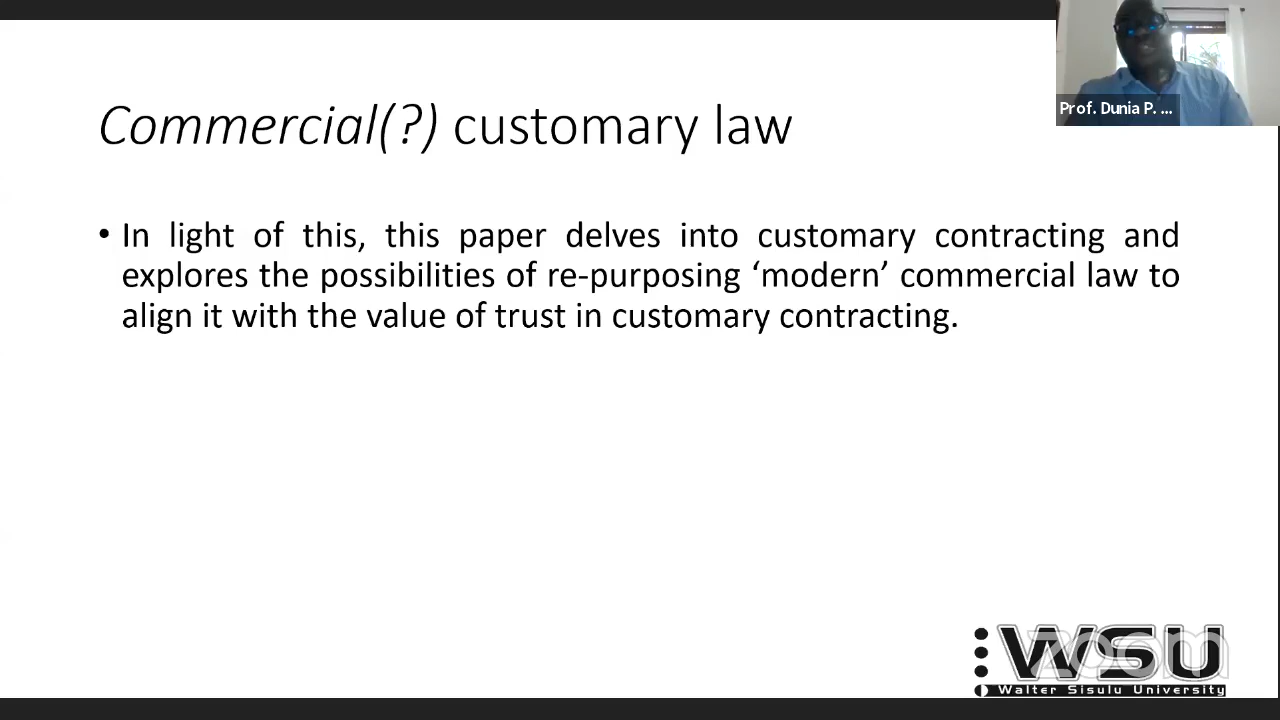 Prof. Dunia P. ...
Commercial(?) customary law
• In light of this, this paper delves into customary contracting and
explores the possibilities of re-purposing ‘modern’ commercial law to
align it with the value of trust in customary contracting.
WSU
zoom
Walter Sisulu University